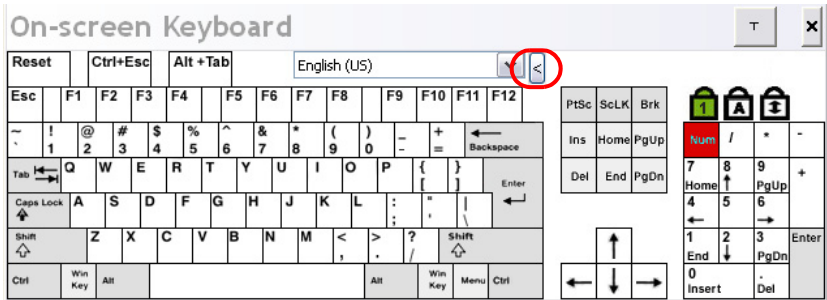 On-screen Keyboard T x
Reset Ctrl+Esc Alt +Tab English (US) <
Esc F1 F2 F3 F4 F5 F6 F7 F8 F9 F10 F11 F12 PtSc ScLK Brk 1 A
~ ! @ # $ % ^ & * ( ) _ + Backspace Ins Home PgUp Num / * -
` 1 2 3 4 5 6 7 8 9 0 - =
Tab Q W E R T Y U I O P { } Enter Del End PgDn 7 8 9 +
[ ] Home PgUp
Caps Lock A S D F G H J K L : " | 4 5 6
; ' \
Shift Z X C V B N M < > ? Shift 1 2 3 Enter
, . / End PgDn
Ctrl Win Key Alt Alt Win Key Menu Ctrl 0 .
Insert Del